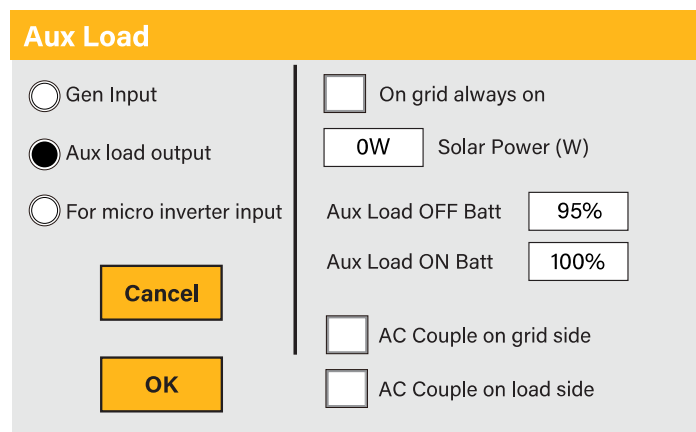 Aux Load
Gen Input
Aux load output
For micro inverter input
Cancel
OK
On grid always on
0W Solar Power (W)
Aux Load OFF Batt 95%
Aux Load ON Batt 100%
AC Couple on grid side
AC Couple on load side